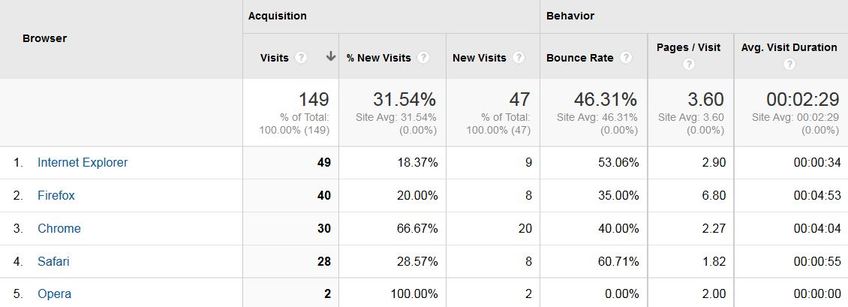 Browser Acquisition Behavior
Visits ? ↓ % New Visits ? New Visits ? Bounce Rate ? Pages / Visit ? Avg. Visit Duration ?
149 31.54% 47 46.31% 3.60 00:02:29
% of Total: Site Avg: 31.54% % of Total: Site Avg: 46.31% Site Avg: 3.60 Site Avg: 00:02:29
100.00% (149) (0.00%) 100.00% (47) (0.00%) (0.00%) (0.00%)
1. Internet Explorer 49 18.37% 9 53.06% 2.90 00:00:34
2. Firefox 40 20.00% 8 35.00% 6.80 00:04:53
3. Chrome 30 66.67% 20 40.00% 2.27 00:04:04
4. Safari 28 28.57% 8 60.71% 1.82 00:00:55
5. Opera 2 100.00% 2 0.00% 2.00 00:00:00